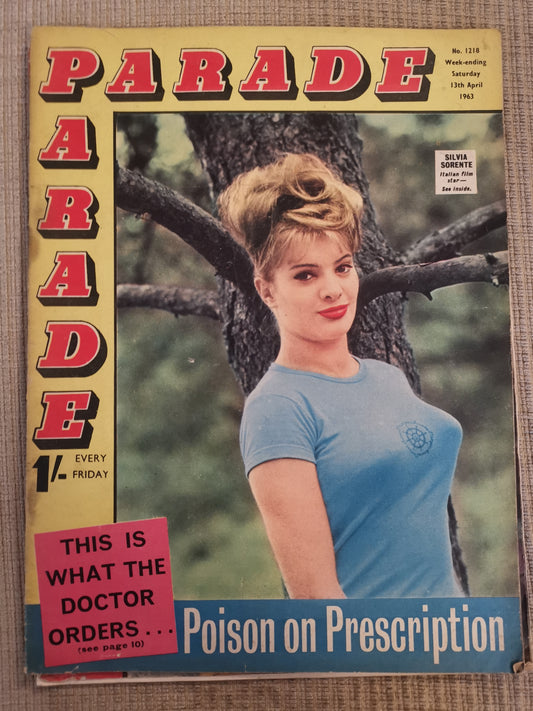 PARADE
PARADE
No. 1218
Week-ending
Saturday
13th April
1963
SILVIA
SORENTE
Italian film
star—
See inside.
1/-
EVERY
FRIDAY
THIS IS
WHAT THE
DOCTOR
ORDERS...
(see page 10)
Poison on Prescription